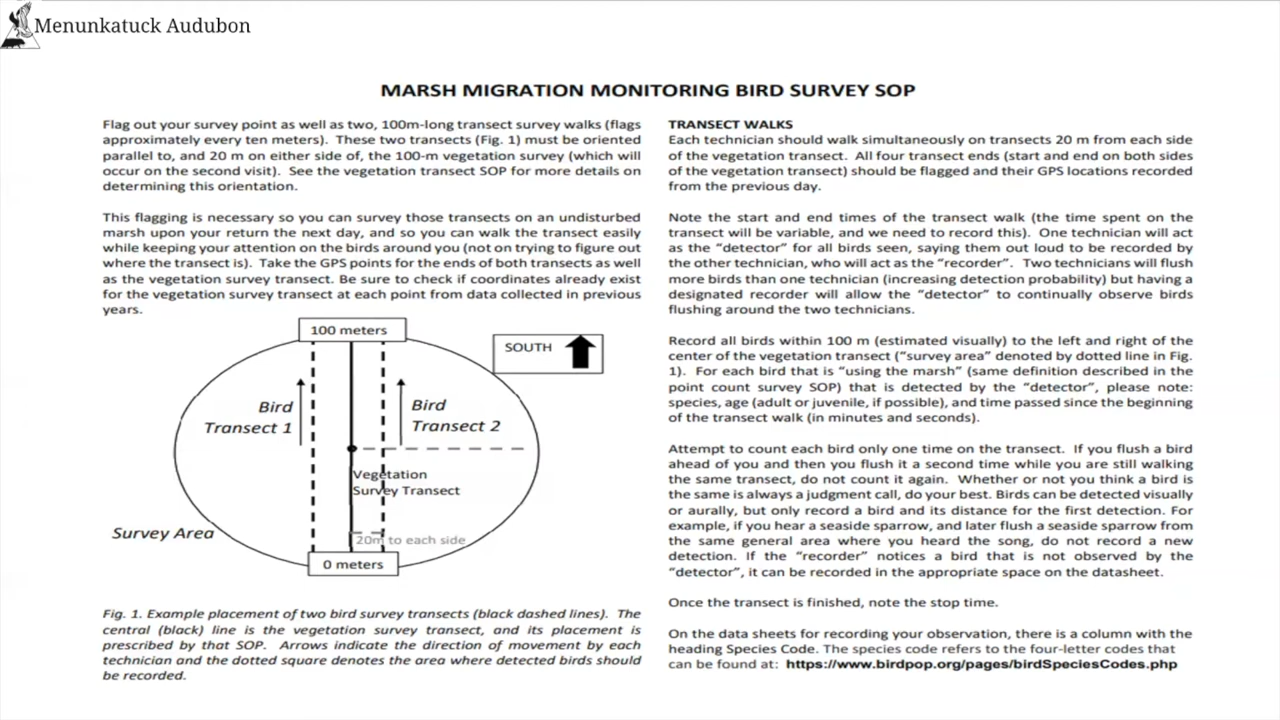 Menunkatuck Audubon
MARSH MIGRATION MONITORING BIRD SURVEY SOP
Flag out your survey point as well as two, 100m-long transect survey walks (flags
approximately every ten meters). These two transects (Fig. 1) must be oriented
parallel to, and 20 m on either side of, the 100-m vegetation survey (which will
occur on the second visit). See the vegetation transect SOP for more details on
determining this orientation.
This flagging is necessary so you can survey those transects on an undisturbed
marsh upon your return the next day, and so you can walk the transect easily
while keeping your attention on the birds around you (not on trying to figure out
where the transect is). Take the GPS points for the ends of both transects as well
as the vegetation survey transect. Be sure to check if coordinates already exist
for the vegetation survey transect at each point from data collected in previous
years.
100 meters
SOUTH
Bird
Transect 1
Bird
Transect 2
Vegetation
Survey Transect
Survey Area
20m to each side
0 meters
Fig. 1. Example placement of two bird survey transects (black dashed lines). The
central (black) line is the vegetation survey transect, and its placement is
prescribed by that SOP. Arrows indicate the direction of movement by each
technician and the dotted square denotes the area where detected birds should
be recorded.
TRANSECT WALKS
Each technician should walk simultaneously on transects 20 m from each side
of the vegetation transect. All four transect ends (start and end on both sides
of the vegetation transect) should be flagged and their GPS locations recorded
from the previous day.
Note the start and end times of the transect walk (the time spent on the
transect will be variable, and we need to record this). One technician will act
as the “detector” for all birds seen, saying them out loud to be recorded by
the other technician, who will act as the “recorder”. Two technicians will flush
more birds than one technician (increasing detection probability) but having a
designated recorder will allow the “detector” to continually observe birds
flushing around the two technicians.
Record all birds within 100 m (estimated visually) to the left and right of the
center of the vegetation transect (“survey area” denoted by dotted line in Fig.
1). For each bird that is “using the marsh” (same definition described in the
point count survey SOP) that is detected by the “detector”, please note:
species, age (adult or juvenile, if possible), and time passed since the beginning
of the transect walk (in minutes and seconds).
Attempt to count each bird only one time on the transect. If you flush a bird
ahead of you and then you flush it a second time while you are still walking
the same transect, do not count it again. Whether or not you think a bird is
the same is always a judgment call, do your best. Birds can be detected visually
or aurally, but only record a bird and its distance for the first detection. For
example, if you hear a seaside sparrow, and later flush a seaside sparrow from
the same general area where you heard the song, do not record a new
detection. If the “recorder” notices a bird that is not observed by the
“detector”, it can be recorded in the appropriate space on the datasheet.
Once the transect is finished, note the stop time.
On the data sheets for recording your observation, there is a column with the
heading Species Code. The species code refers to the four-letter codes that
can be found at: https://www.birdpop.org/pages/birdSpeciesCodes.php